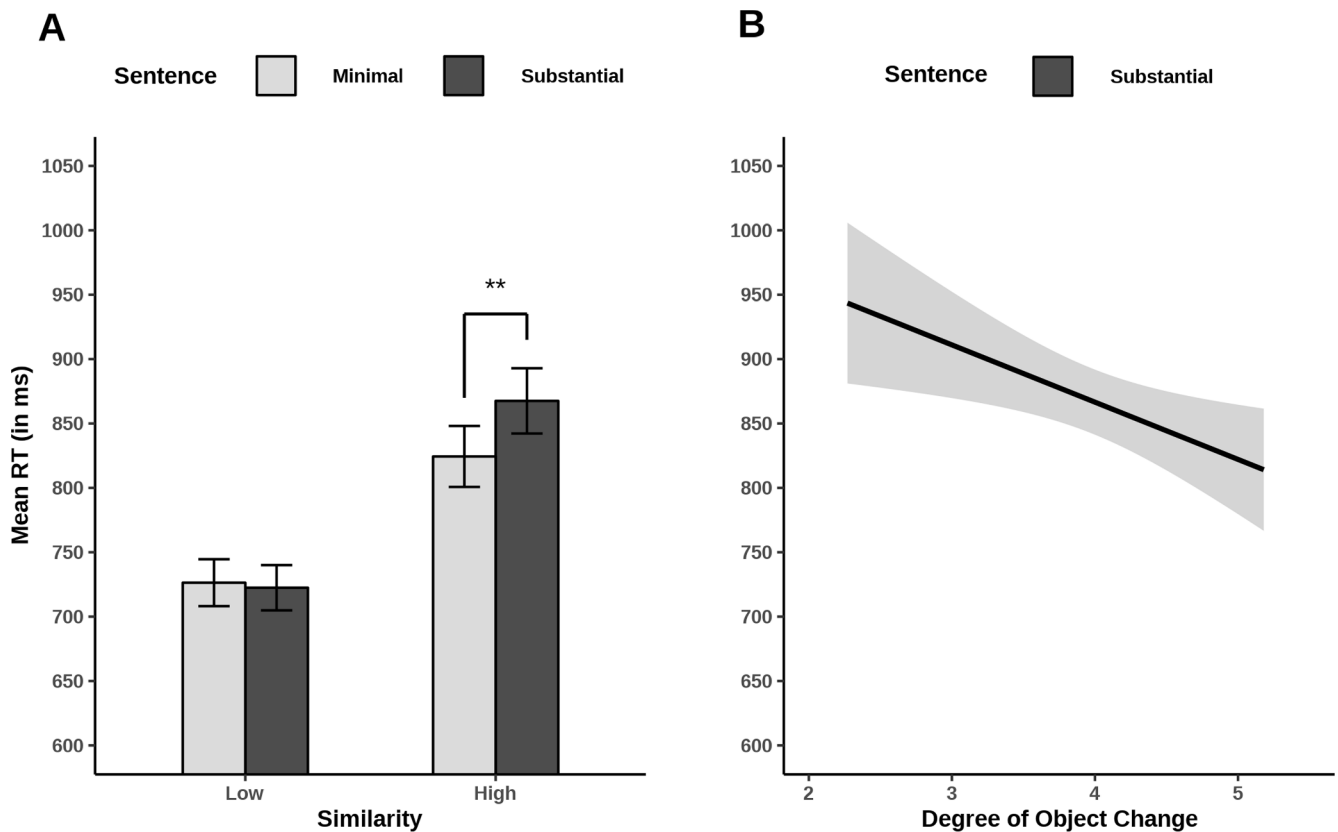 A
Sentence Minimal Substantial
1050
1000
950
900
850
800
750
700
650
600
Mean RT (in ms)
**
Low High
Similarity
B
Sentence Substantial
1050
1000
950
900
850
800
750
700
650
600
2 3 4 5
Degree of Object Change